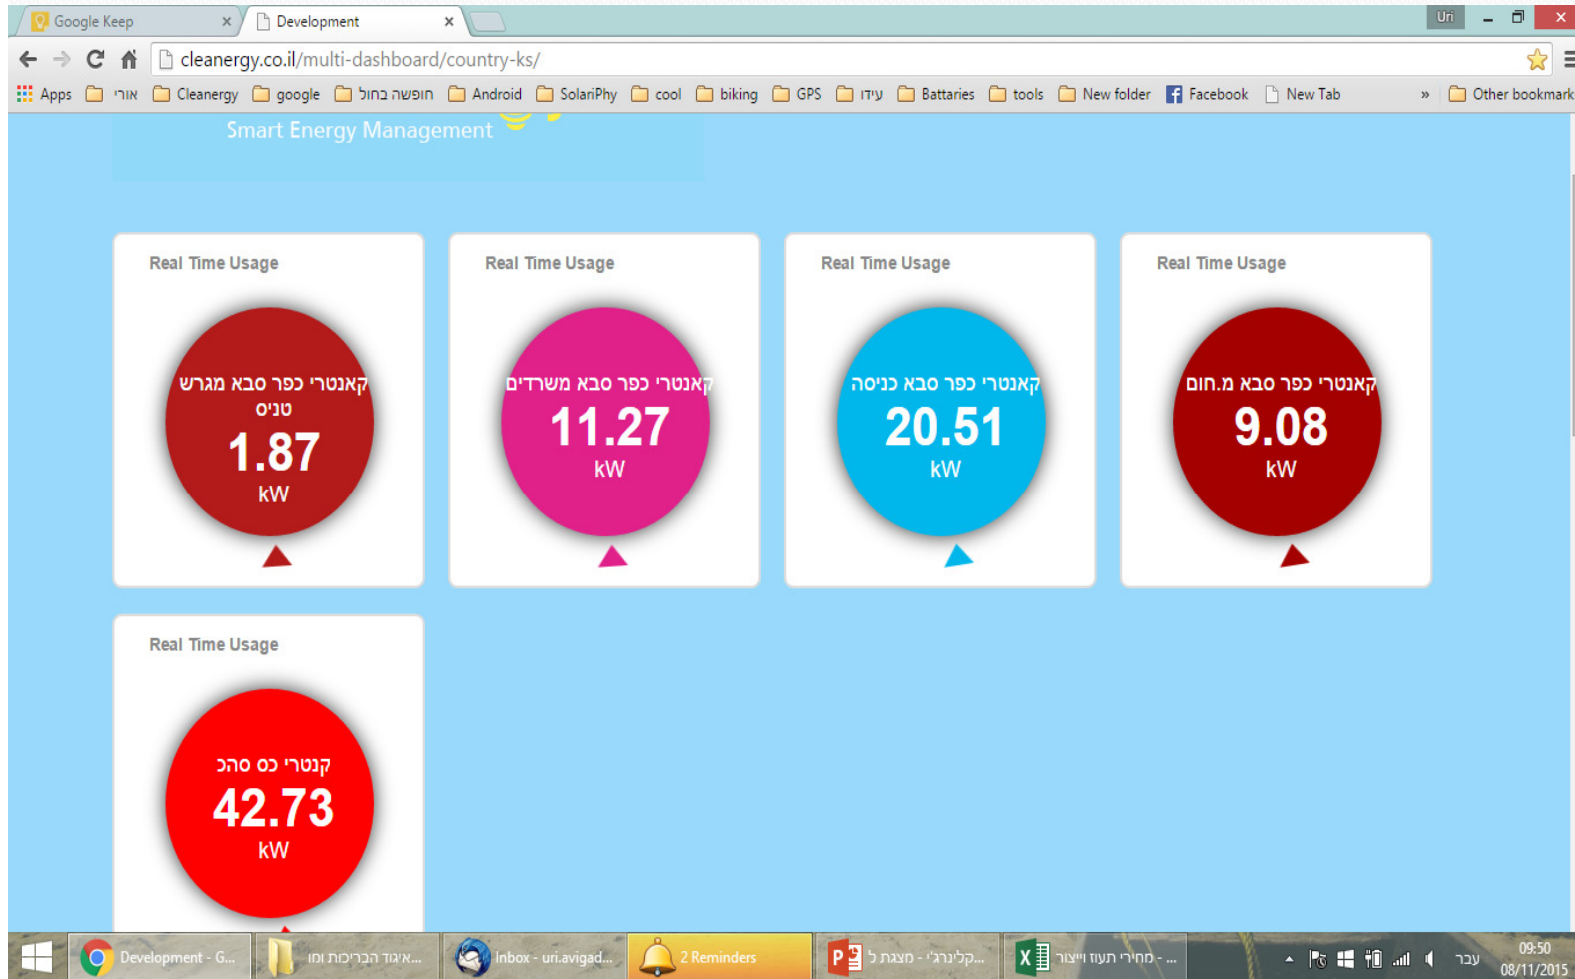 Google Keep
Development
Uri
cleanergy.co.il/multi-dashboard/country-ks/
Apps אורי Cleanergy google חופשה בחול Android SolariPhy cool biking GPS עידו Battaries tools New folder Facebook New Tab » Other bookmark
Smart Energy Management
Real Time Usage
קאנטרי כפר סבא מגרש
טניס
1.87
kW
Real Time Usage
קאנטרי כפר סבא משרדים
11.27
kW
Real Time Usage
קאנטרי כפר סבא כניסה
20.51
kW
Real Time Usage
קאנטרי כפר סבא מ.חום
9.08
kW
Real Time Usage
קנטרי כס סהכ
42.73
kW
Development - G...
איגוד הבריכות ומו...
Inbox - uri.avigad...
2 Reminders
קלינרג'י - מצגת ל...
מחירי תעוז וייצור - ...
עבר
09:50
08/11/2015